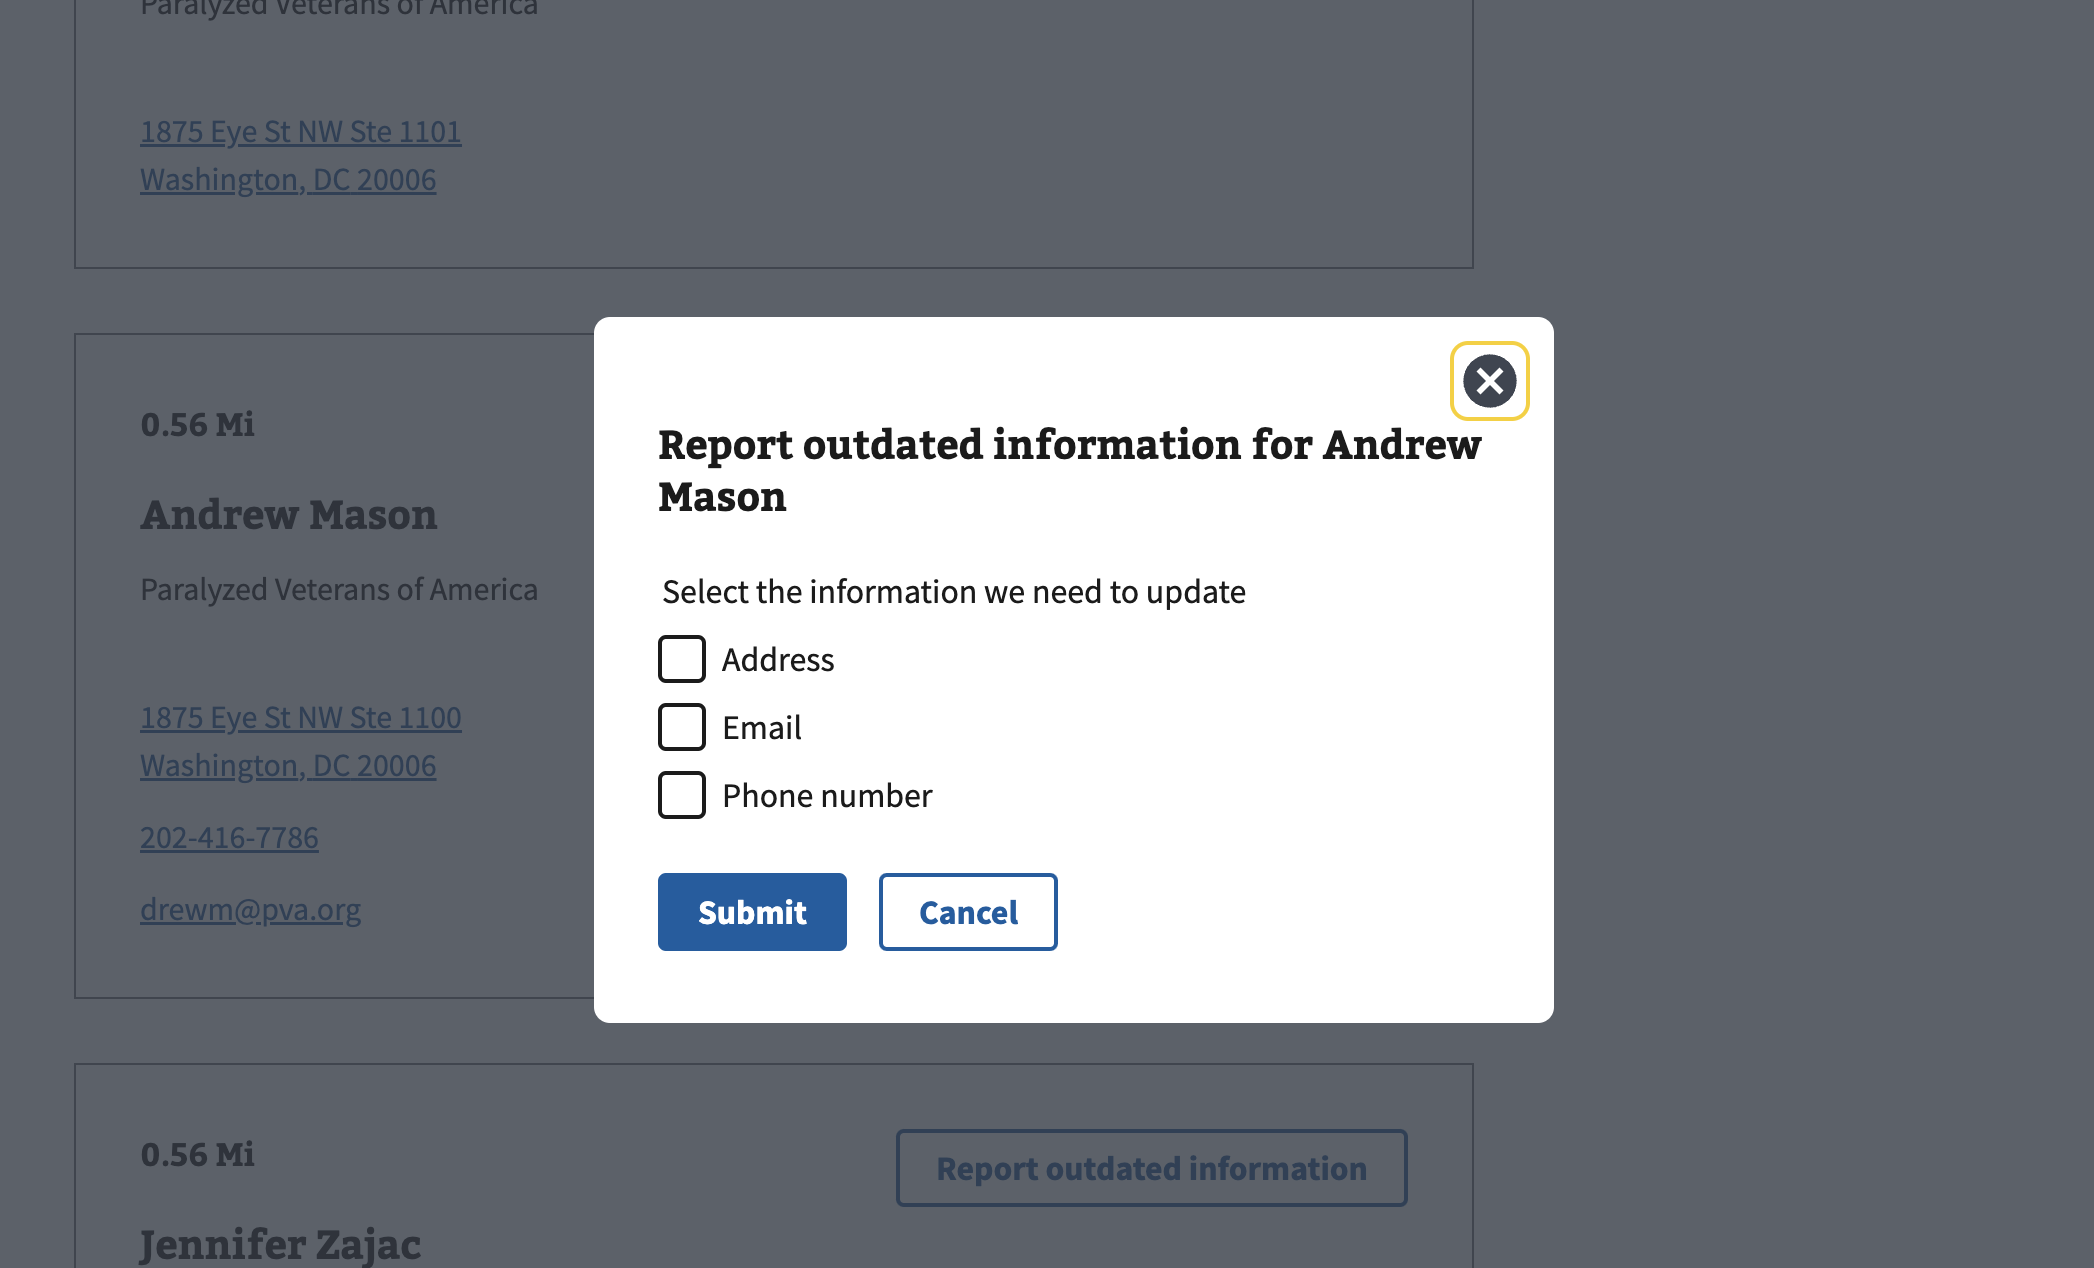 Paralyzed Veterans of America
1875 Eye St NW Ste 1101
Washington, DC 20006
0.56 Mi
Andrew Mason
Paralyzed Veterans of America
1875 Eye St NW Ste 1100
Washington, DC 20006
202-416-7786
drewm@pva.org
Report outdated information for Andrew
Mason
Select the information we need to update
Address
Email
Phone number
Submit
Cancel
0.56 Mi
Report outdated information
Jennifer Zajac